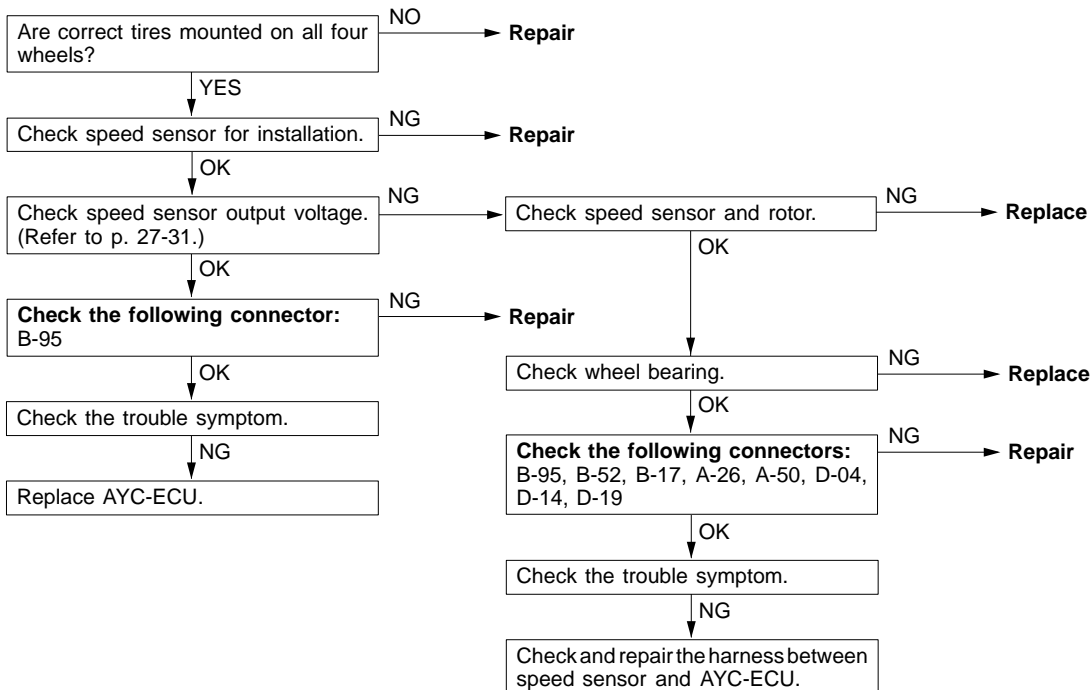 Are correct tires mounted on all four
wheels?
NO
Repair
YES
Check speed sensor for installation.
NG
Repair
OK
Check speed sensor output voltage.
(Refer to p. 27-31.)
NG
Check speed sensor and rotor.
NG
Replace
OK
OK
Check the following connector:
B-95
NG
Repair
OK
Check wheel bearing.
NG
Replace
OK
Check the trouble symptom.
NG
Replace AYC-ECU.
Check the following connectors:
B-95, B-52, B-17, A-26, A-50, D-04,
D-14, D-19
NG
Repair
OK
Check the trouble symptom.
NG
Check and repair the harness between
speed sensor and AYC-ECU.